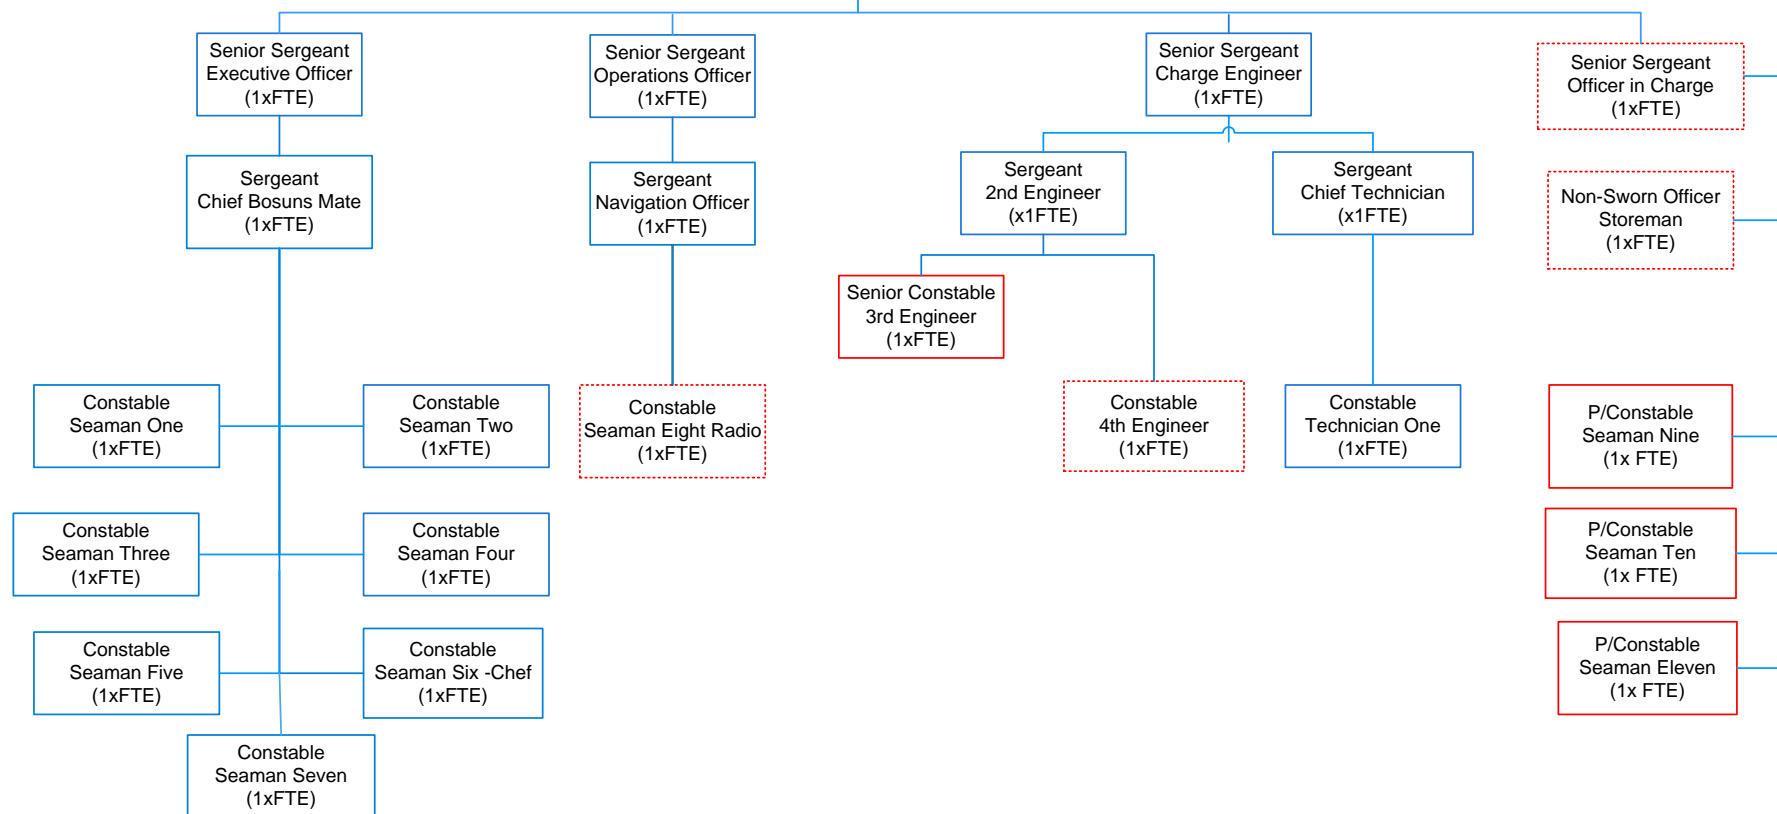 Senior Sergeant
Executive Officer
(1xFTE)
Senior Sergeant
Operations Officer
(1xFTE)
Senior Sergeant
Charge Engineer
(1xFTE)
Senior Sergeant
Officer in Charge
(1xFTE)
Sergeant
Chief Bosuns Mate
(1xFTE)
Sergeant
Navigation Officer
(1xFTE)
Sergeant
2nd Engineer
(x1FTE)
Sergeant
Chief Technician
(x1FTE)
Non-Sworn Officer
Storeman
(1xFTE)
Senior Constable
3rd Engineer
(1xFTE)
Constable
Seaman One
(1xFTE)
Constable
Seaman Two
(1xFTE)
Constable
Seaman Eight Radio
(1xFTE)
Constable
4th Engineer
(1xFTE)
Constable
Technician One
(1xFTE)
P/Constable
Seaman Nine
(1x FTE)
Constable
Seaman Three
(1xFTE)
Constable
Seaman Four
(1xFTE)
P/Constable
Seaman Ten
(1x FTE)
Constable
Seaman Five
(1xFTE)
Constable
Seaman Six -Chef
(1xFTE)
P/Constable
Seaman Eleven
(1x FTE)
Constable
Seaman Seven
(1xFTE)